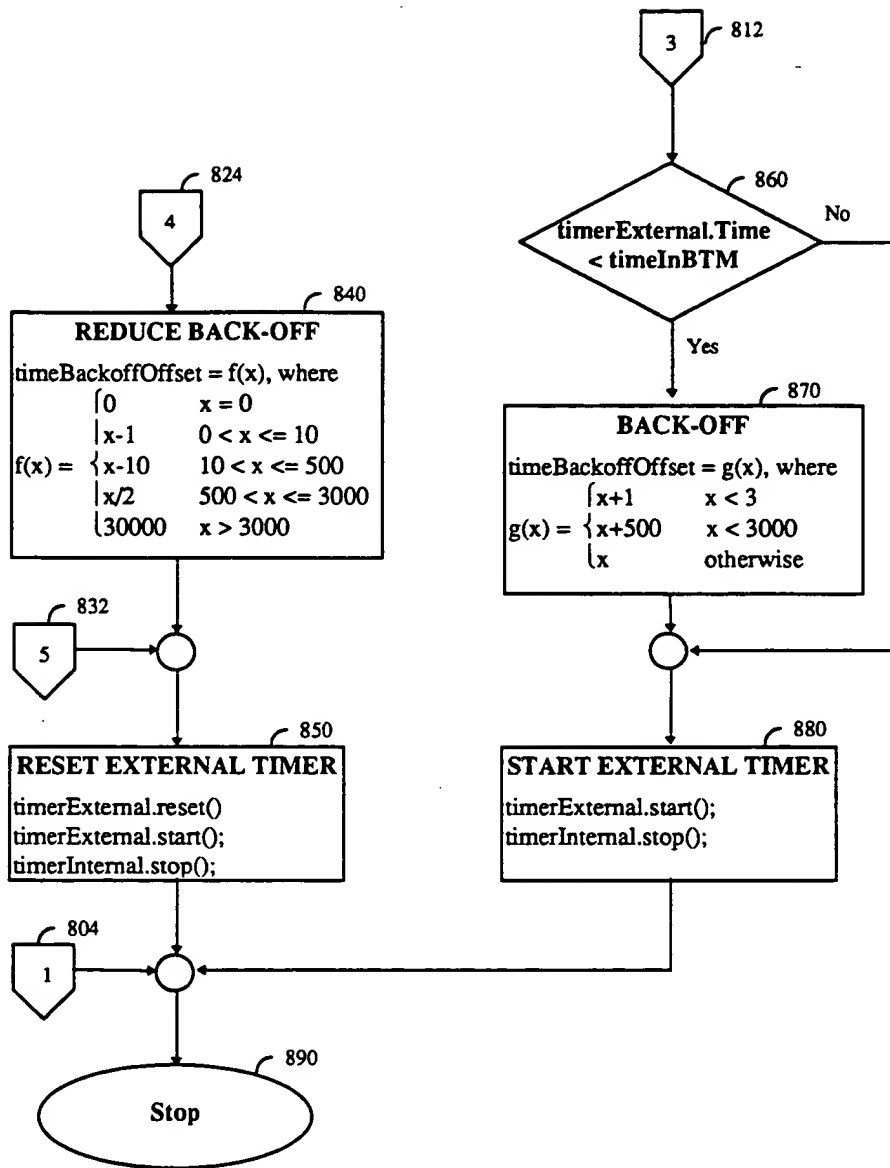 3
812
824
4
860
timerExternal.Time
< timeInBTM
No
Yes
840
REDUCE BACK-OFF
timeBackoffOffset = f(x), where
0 x = 0
x-1 0 < x <= 10
f(x) = x-10 10 < x <= 500
x/2 500 < x <= 3000
30000 x > 3000
870
BACK-OFF
timeBackoffOffset = g(x), where
x+1 x < 3
g(x) = x+500 x < 3000
x otherwise
832
5
850
RESET EXTERNAL TIMER
timerExternal.reset()
timerExternal.start();
timerInternal.stop();
880
START EXTERNAL TIMER
timerExternal.start();
timerInternal.stop();
804
1
890
Stop